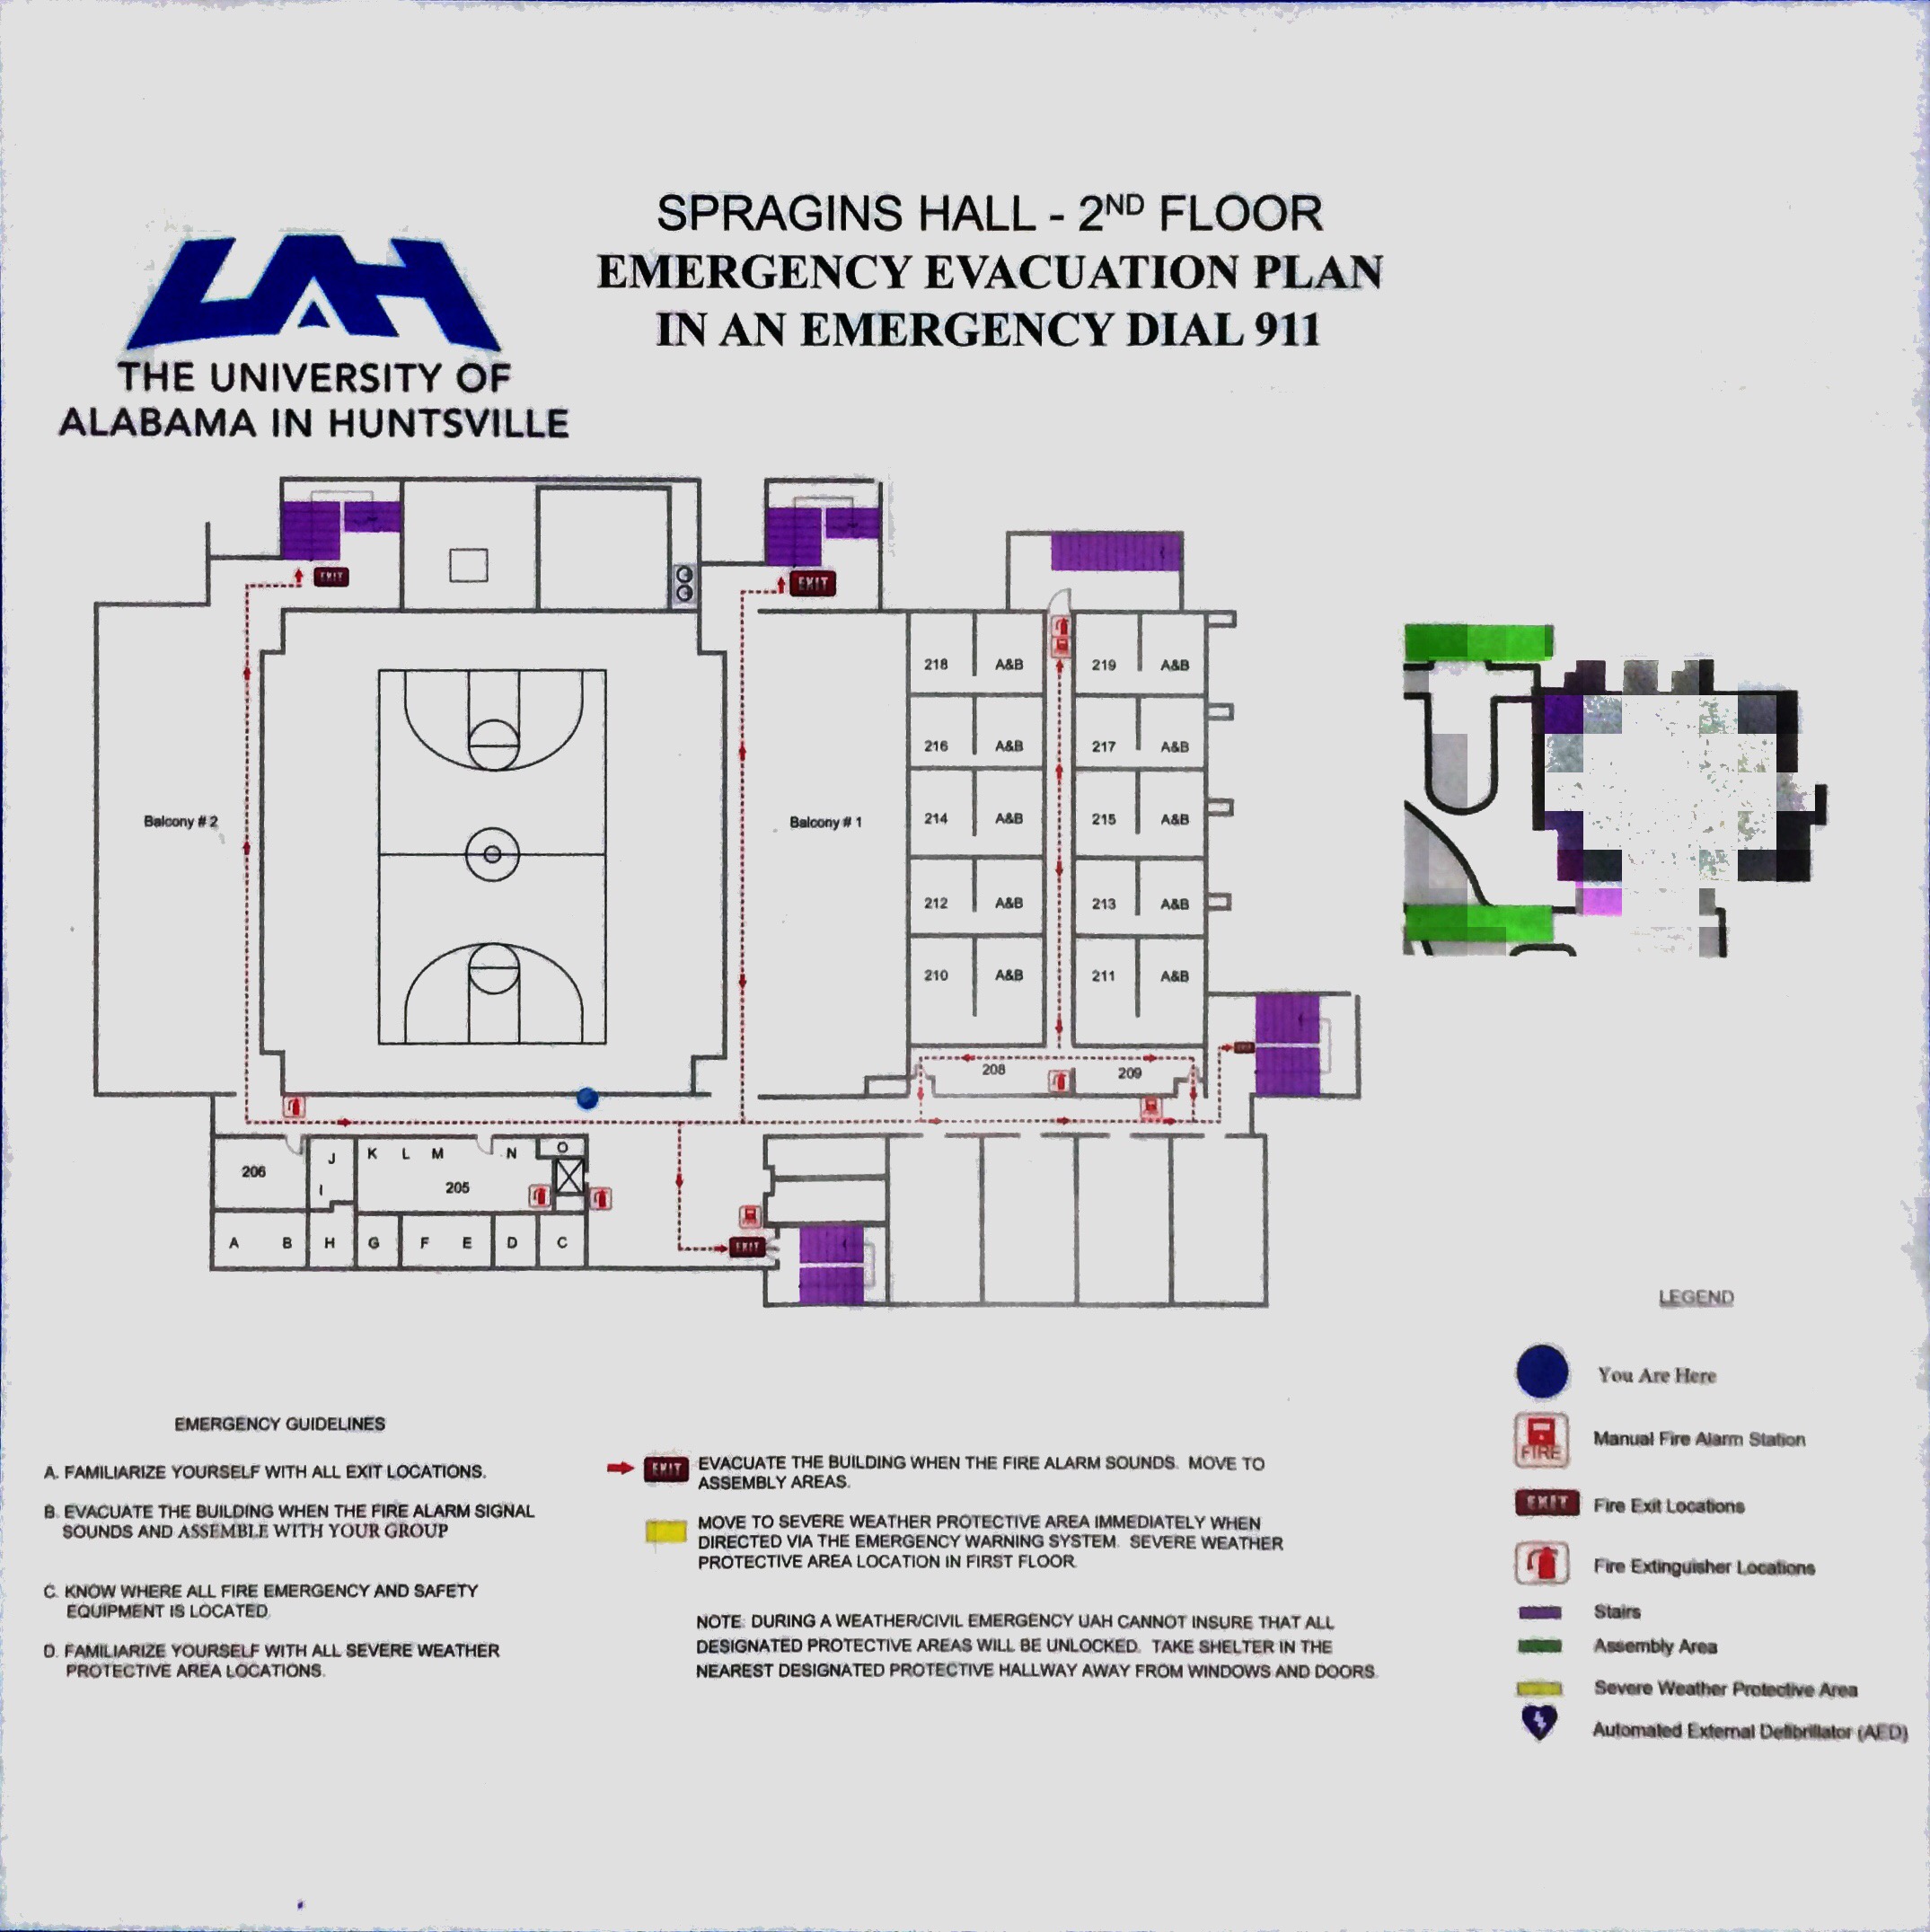 SPRAGINS HALL - 2ND FLOOR
EMERGENCY EVACUATION PLAN
IN AN EMERGENCY DIAL 911
UAH
THE UNIVERSITY OF
ALABAMA IN HUNTSVILLE
EXIT
EXIT
218 A&B 219 A&B
216 A&B 217 A&B
Balcony # 2
Balcony # 1
214 A&B 215 A&B
212 A&B 213 A&B
210 A&B 211 A&B
EXIT
208 209
J K L M N O
206 I 205
A B H G F E D C
EXIT
LEGEND
You Are Here
FIRE Manual Fire Alarm Station
EXIT Fire Exit Locations
Fire Extinguisher Locations
Stairs
Assembly Area
Severe Weather Protective Area
Automated External Defibrillator (AED)
EMERGENCY GUIDELINES
A. FAMILIARIZE YOURSELF WITH ALL EXIT LOCATIONS.
B. EVACUATE THE BUILDING WHEN THE FIRE ALARM SIGNAL
SOUNDS AND ASSEMBLE WITH YOUR GROUP
C. KNOW WHERE ALL FIRE EMERGENCY AND SAFETY
EQUIPMENT IS LOCATED
D. FAMILIARIZE YOURSELF WITH ALL SEVERE WEATHER
PROTECTIVE AREA LOCATIONS.
EXIT EVACUATE THE BUILDING WHEN THE FIRE ALARM SOUNDS. MOVE TO
ASSEMBLY AREAS.
MOVE TO SEVERE WEATHER PROTECTIVE AREA IMMEDIATELY WHEN
DIRECTED VIA THE EMERGENCY WARNING SYSTEM. SEVERE WEATHER
PROTECTIVE AREA LOCATION IN FIRST FLOOR.
NOTE: DURING A WEATHER/CIVIL EMERGENCY UAH CANNOT INSURE THAT ALL
DESIGNATED PROTECTIVE AREAS WILL BE UNLOCKED. TAKE SHELTER IN THE
NEAREST DESIGNATED PROTECTIVE HALLWAY AWAY FROM WINDOWS AND DOORS.